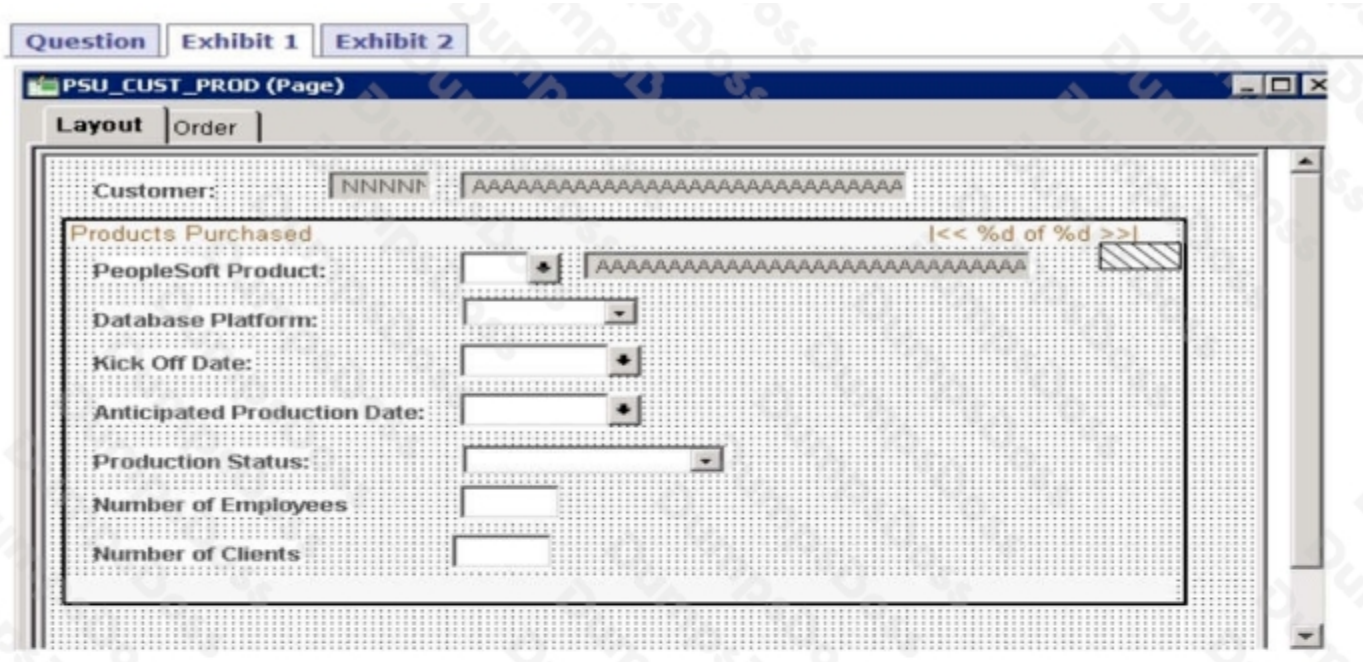 Question Exhibit 1 Exhibit 2
PSU_CUST_PROD (Page)
Layout Order
Customer: NNNNN AAAAAAAAAAAAAAAAAAAAAAAAAAAAAA
Products Purchased |<< %d of %d >>|
PeopleSoft Product: AAAAAAAAAAAAAAAAAAAAAAAAAAAAAA
Database Platform:
Kick Off Date:
Anticipated Production Date:
Production Status:
Number of Employees
Number of Clients
DumpsDoss